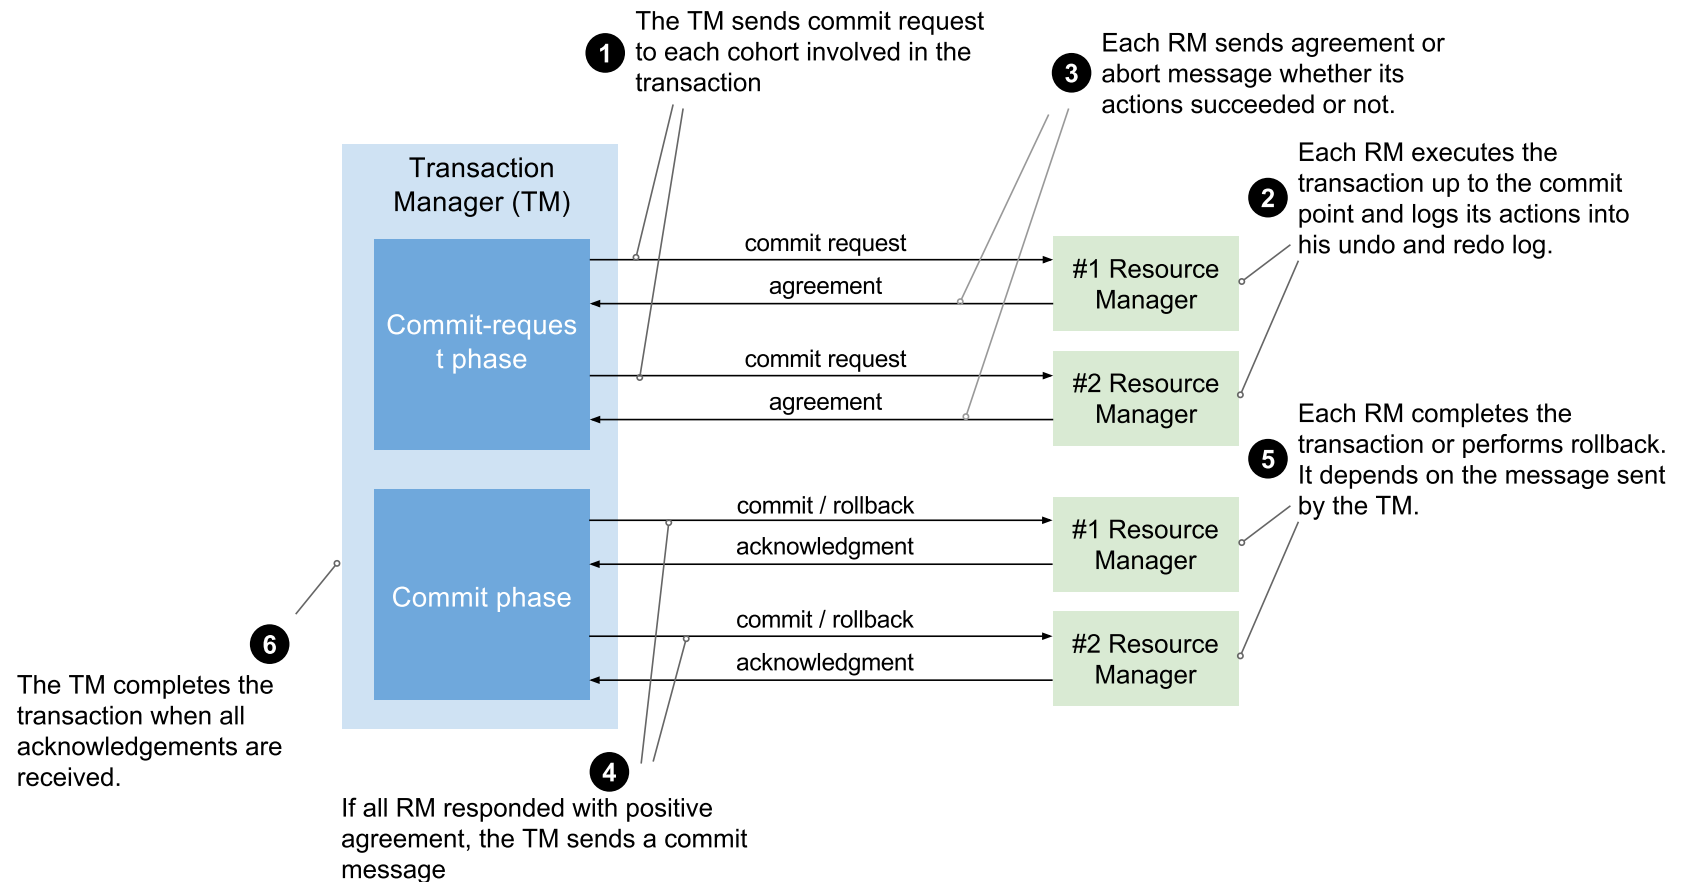 1
The TM sends commit request
to each cohort involved in the
transaction
3
Each RM sends agreement or
abort message whether its
actions succeeded or not.
2
Each RM executes the
transaction up to the commit
point and logs its actions into
his undo and redo log.
Transaction
Manager (TM)
Commit-reques
t phase
commit request
agreement
#1 Resource
Manager
commit request
agreement
#2 Resource
Manager
5
Each RM completes the
transaction or performs rollback.
It depends on the message sent
by the TM.
Commit phase
commit / rollback
acknowledgment
#1 Resource
Manager
commit / rollback
acknowledgment
#2 Resource
Manager
6
The TM completes the
transaction when all
acknowledgements are
received.
4
If all RM responded with positive
agreement, the TM sends a commit
message